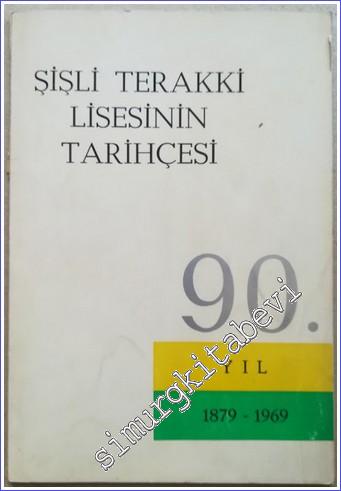 ŞİŞLİ TERAKKİ
LİSESİNİN
TARİHÇESİ
90.
YIL
1879 - 1969
simurgkitabevi